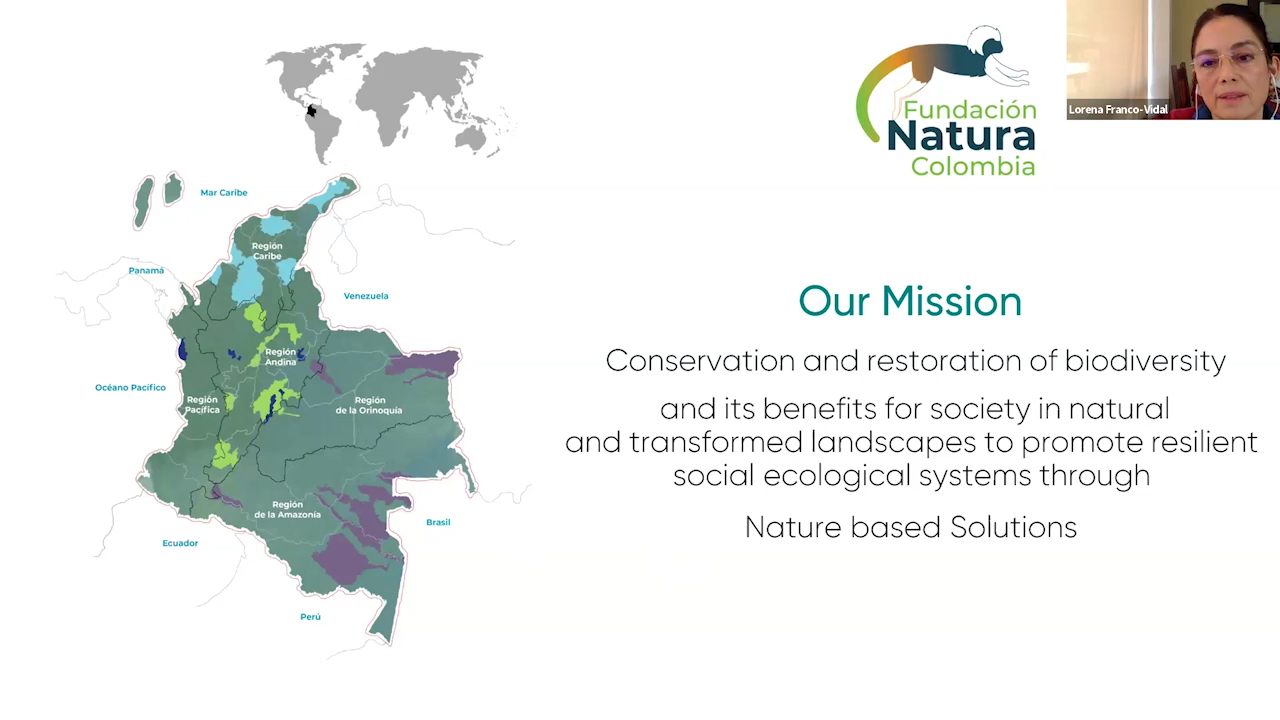 Lorena Franco-Vidal
Fundación
Natura
Colombia
Mar Caribe
Región
Caribe
Panamá
Venezuela
Región
Andina
Océano Pacífico
Región
Pacífica
Región
de la Orinoquía
Región
de la Amazonía
Brasil
Ecuador
Perú
Our Mission
Conservation and restoration of biodiversity
and its benefits for society in natural
and transformed landscapes to promote resilient
social ecological systems through
Nature based Solutions